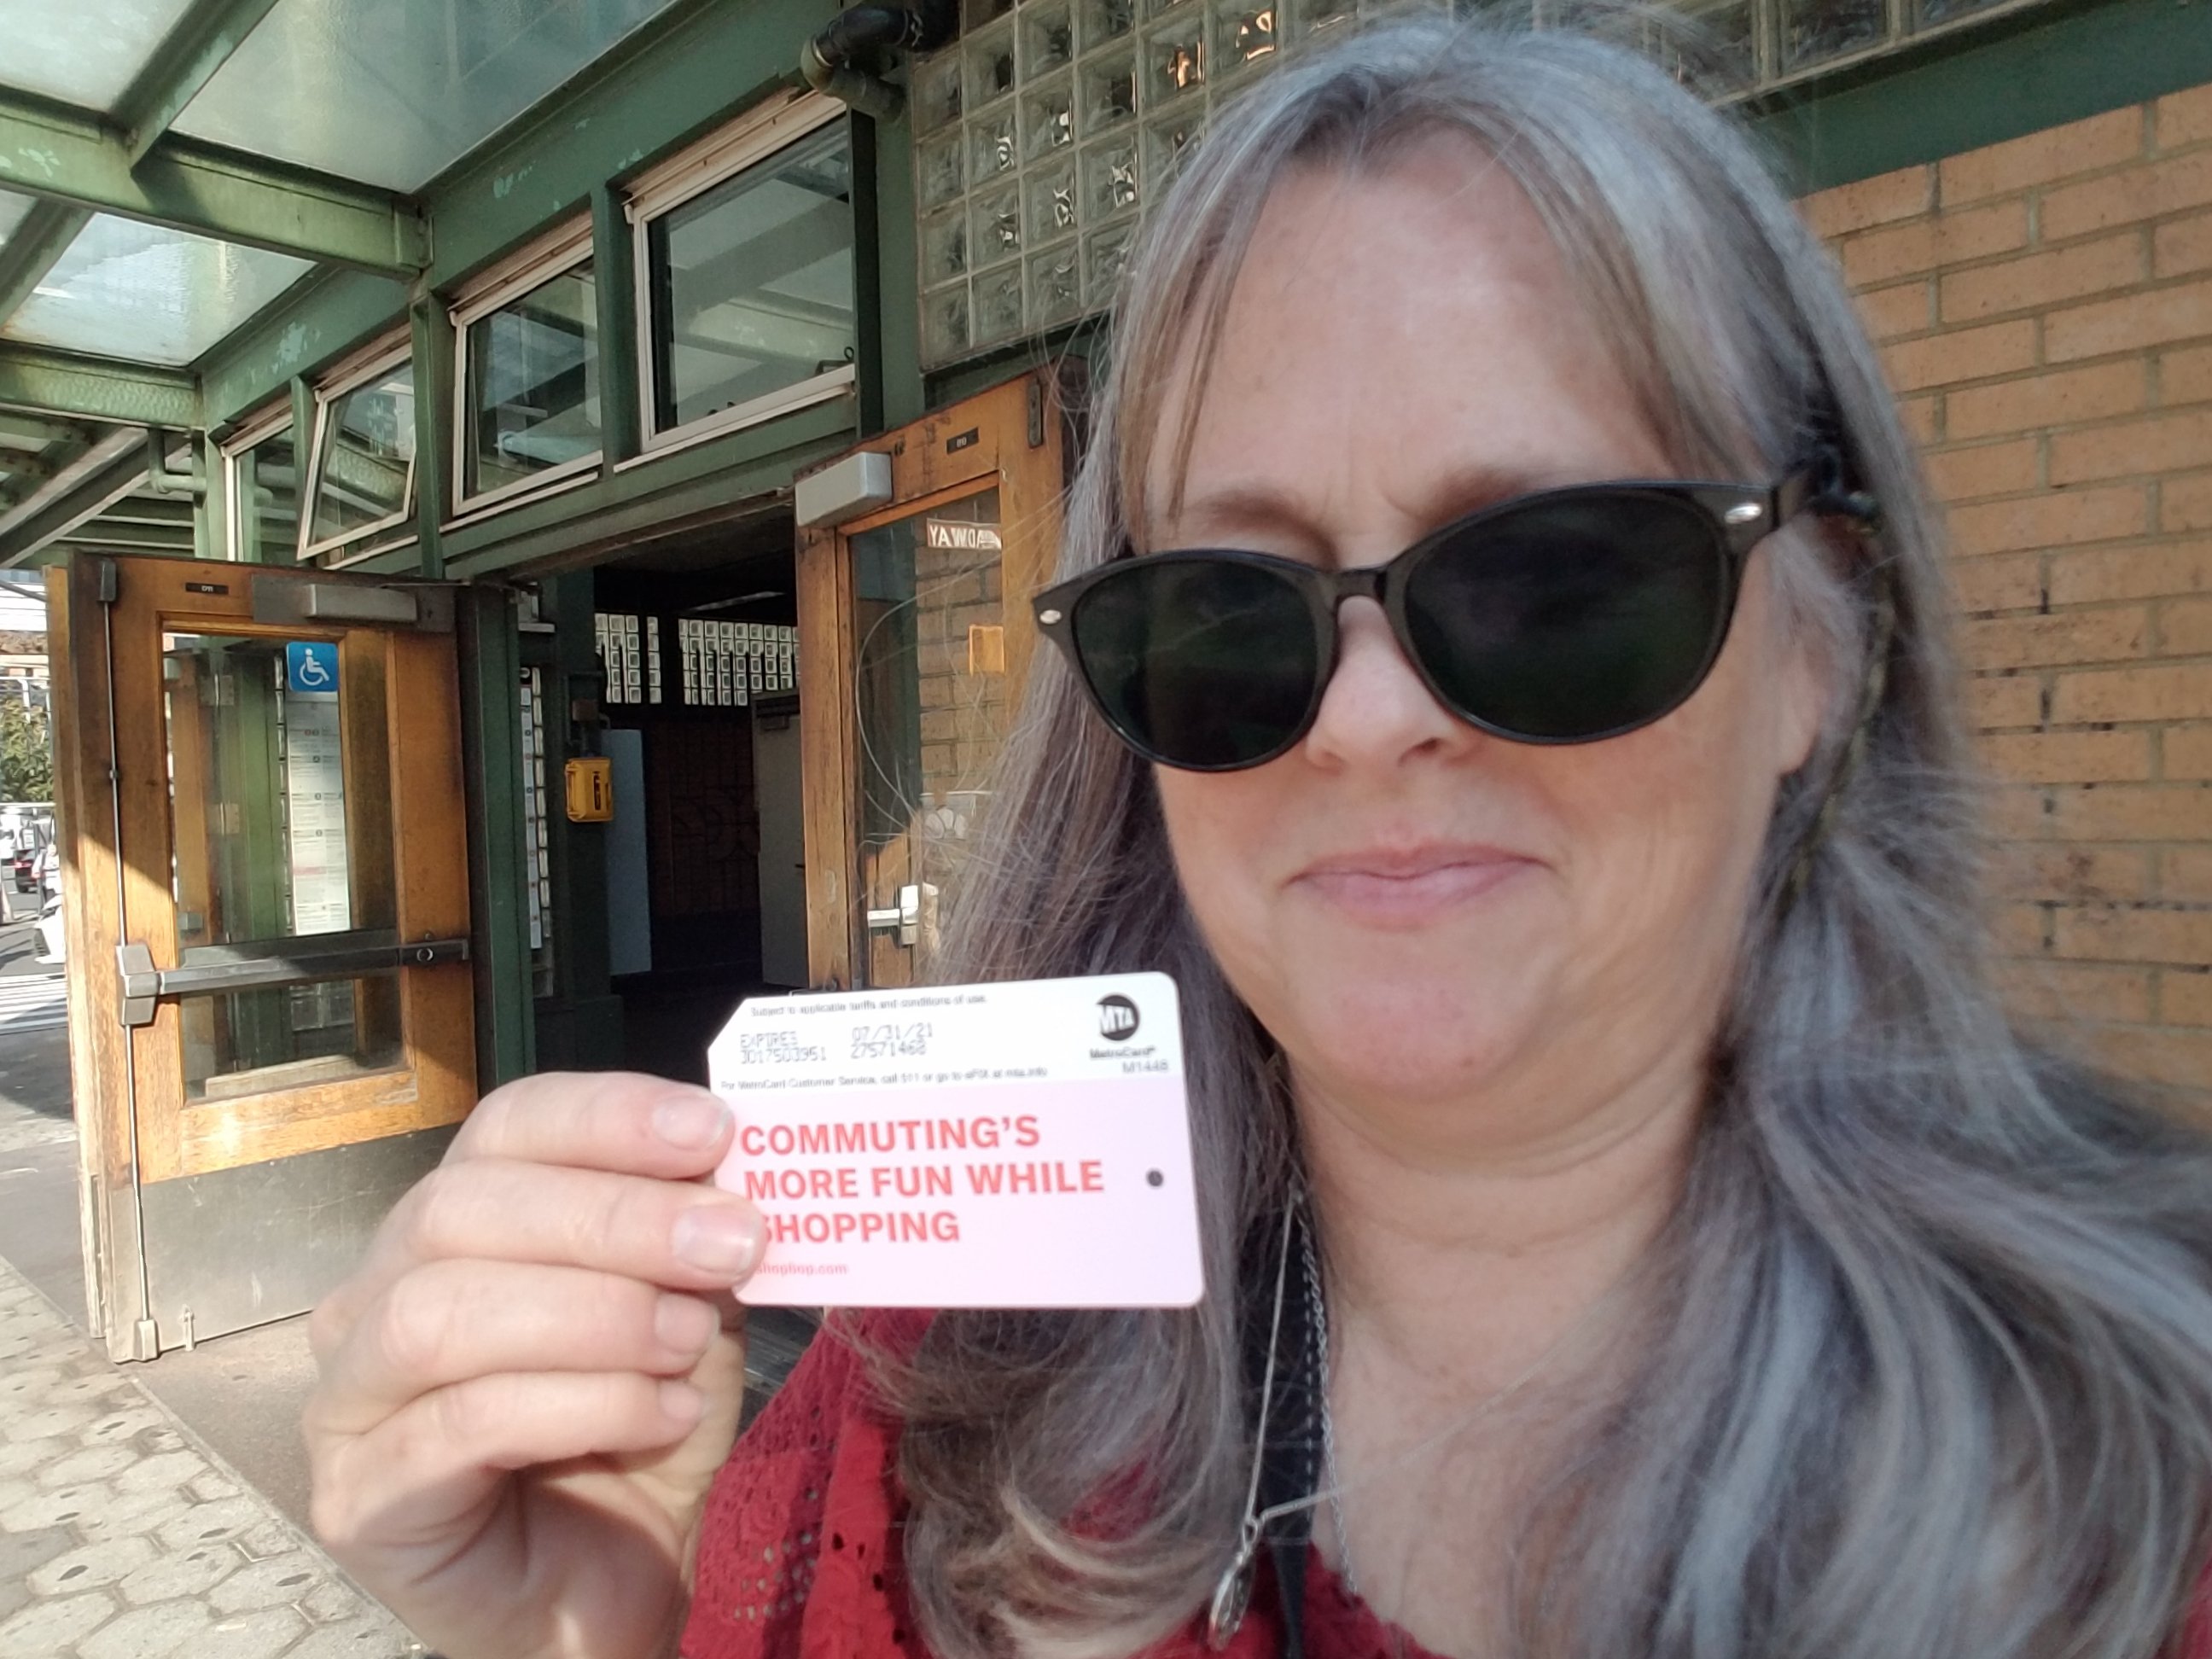 Subject to applicable tariffs and conditions of use.
EXPIRES 07/31/21
3017503951 27571468
MTA
MetroCard
M1448
For MetroCard Customer Service, call 511 or go to eFIX at mta.info
COMMUTING'S
MORE FUN WHILE
SHOPPING
shopbop.com